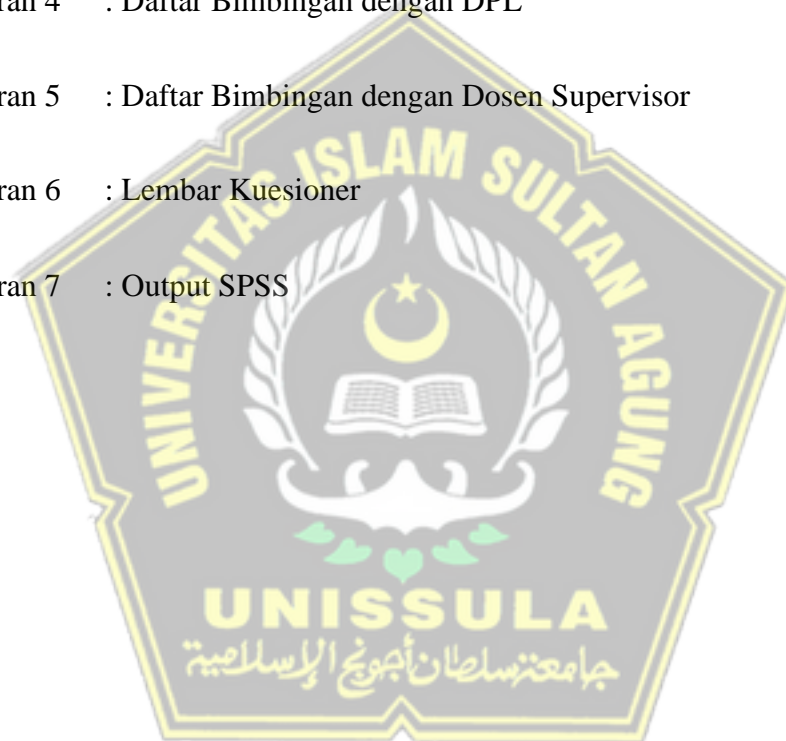 ran 4 : Daftar Bimbingan dengan DPL
ran 5 : Daftar Bimbingan dengan Dosen Supervisor
ran 6 : Lembar Kuesioner
ran 7 : Output SPSS
UNIVERSITAS ISLAM SULTAN AGUNG
UNISSULA
جامعة سلطان أجونج الإسلامية